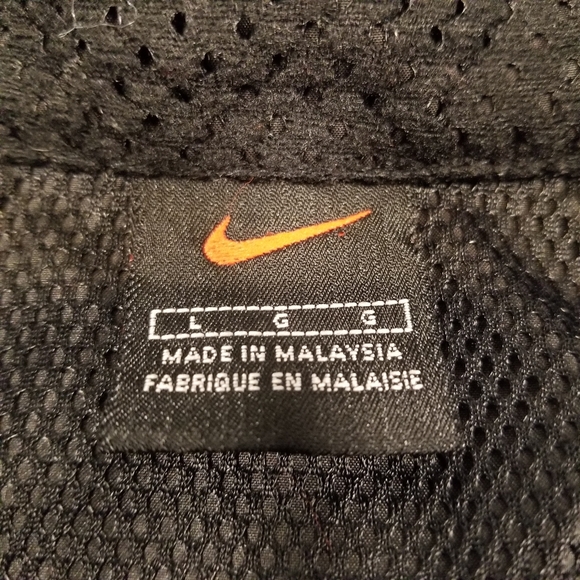 L G G
MADE IN MALAYSIA
FABRIQUE EN MALAISIE